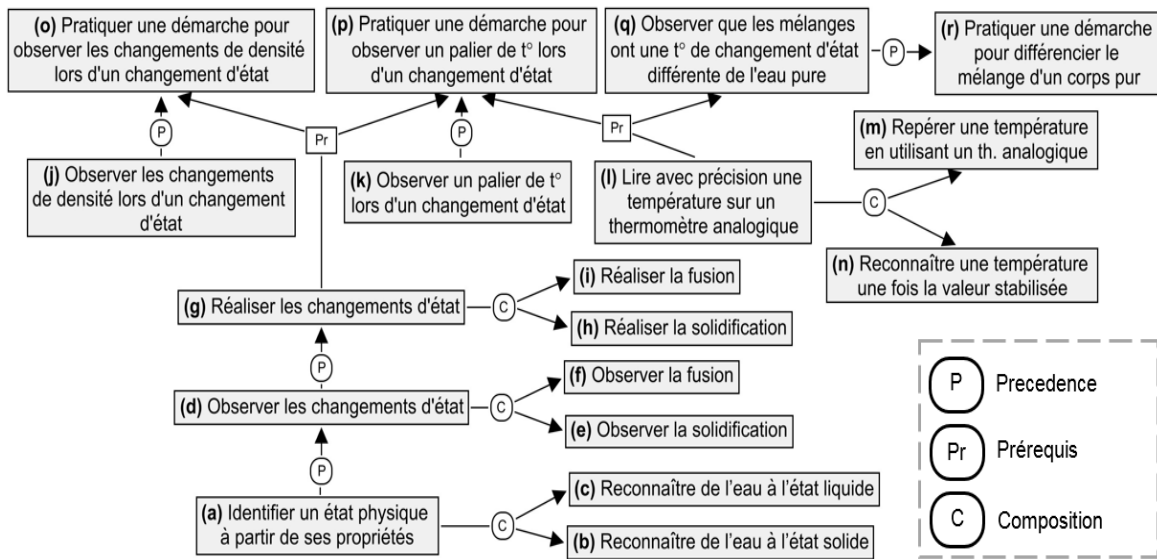 (o) Pratiquer une démarche pour
observer les changements de densité
lors d'un changement d'état
(p) Pratiquer une démarche pour
observer un palier de t° lors
d'un changement d'état
(q) Observer que les mélanges
ont une t° de changement d'état
différente de l'eau pure
P
(r) Pratiquer une démarche
pour différencier le
mélange d'un corps pur
P
Pr
P
Pr
(m) Repérer une température
en utilisant un th. analogique
(j) Observer les changements
de densité lors d'un changement
d'état
(k) Observer un palier de t°
lors d'un changement d'état
(l) Lire avec précision une
température sur un
thermomètre analogique
C
(n) Reconnaître une température
une fois la valeur stabilisée
(g) Réaliser les changements d'état
C
(i) Réaliser la fusion
(h) Réaliser la solidification
P
(d) Observer les changements d'état
C
(f) Observer la fusion
(e) Observer la solidification
P
(a) Identifier un état physique
à partir de ses propriétés
C
(c) Reconnaître de l'eau à l'état liquide
(b) Reconnaître de l'eau à l'état solide
P Precedence
Pr Prérequis
C Composition